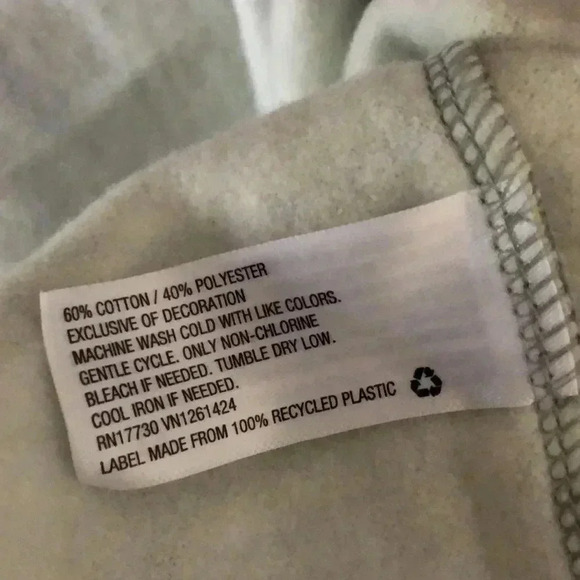 60% COTTON / 40% POLYESTER
EXCLUSIVE OF DECORATION
MACHINE WASH COLD WITH LIKE COLORS.
GENTLE CYCLE. ONLY NON-CHLORINE
BLEACH IF NEEDED. TUMBLE DRY LOW.
COOL IRON IF NEEDED.
RN17730 VN1261424
LABEL MADE FROM 100% RECYCLED PLASTIC